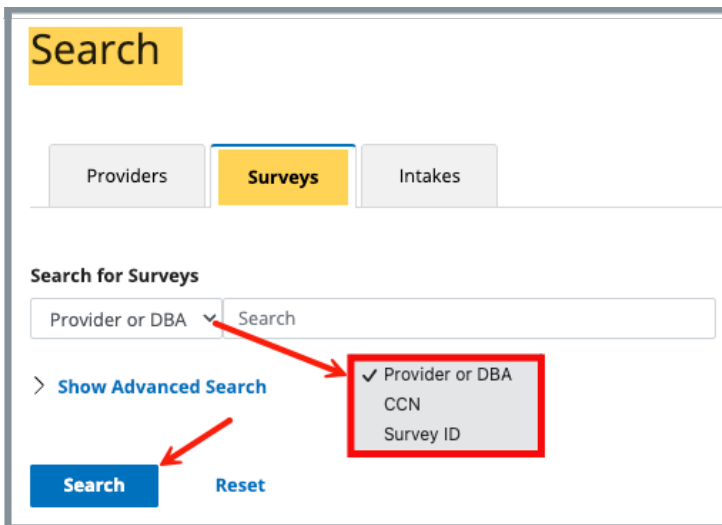 Search
Providers
Surveys
Intakes
Search for Surveys
Provider or DBA
Search
✓ Provider or DBA
CCN
Survey ID
Show Advanced Search
Search
Reset